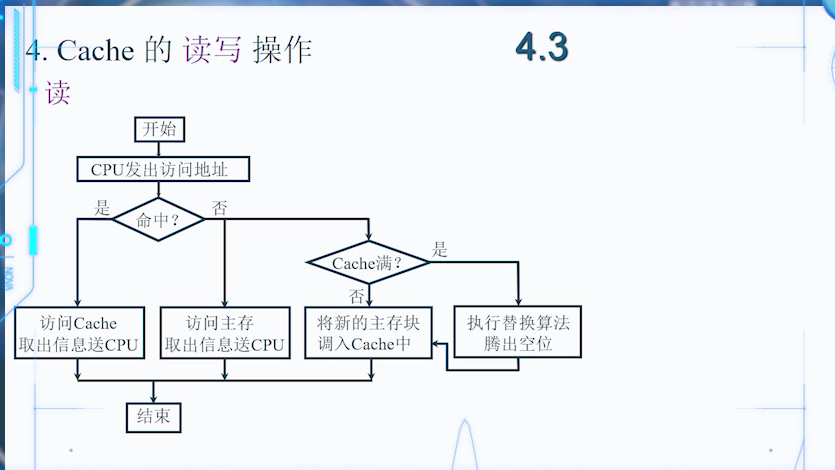 4. Cache 的 读写 操作
4.3
读
开始
CPU发出访问地址
是
命中?
否
Cache满?
是
否
访问Cache
取出信息送CPU
访问主存
取出信息送CPU
将新的主存块
调入Cache中
执行替换算法
腾出空位
结束